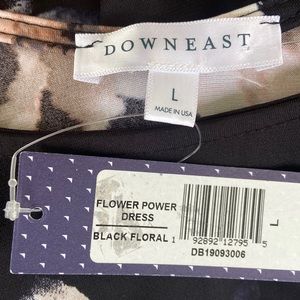 DOWNEAST
L
MADE IN USA
FLOWER POWER
DRESS
BLACK FLORAL
1 92892 12795 5
DB19093006
L